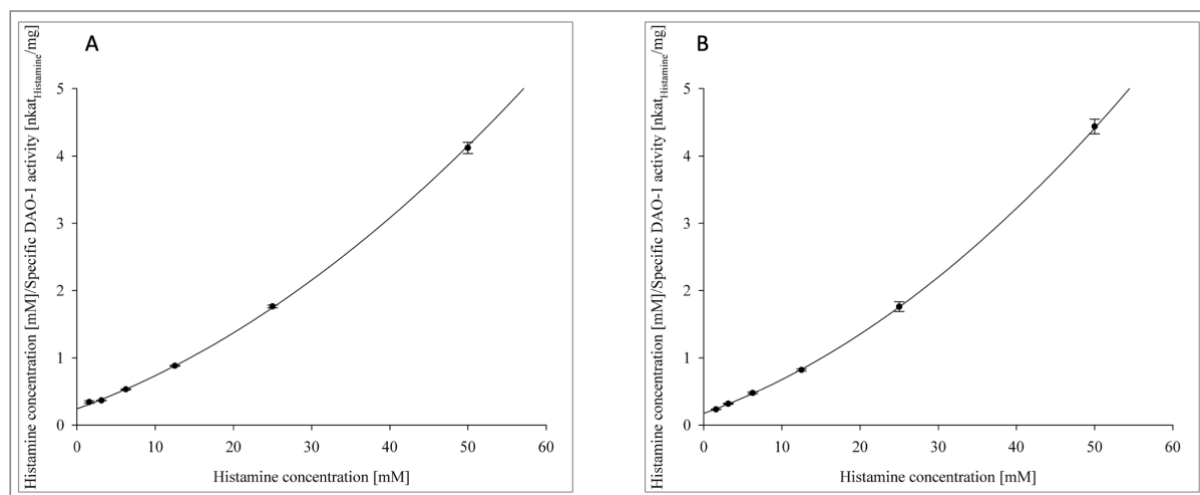 A
Histamine concentration [mM]/Specific DAO-1 activity [nkatHistamine/mg]
5
4
3
2
1
0
0 10 20 30 40 50 60
Histamine concentration [mM]
B
Histamine concentration [mM]/Specific DAO-1 activity [nkatHistamine/mg]
5
4
3
2
1
0
0 10 20 30 40 50 60
Histamine concentration [mM]